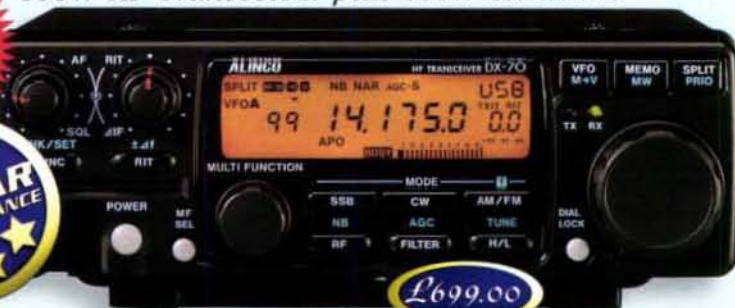 AF RIT
SQL ΔIF
RIT
ALINCO HF TRANSCEIVER DX-70
SPLIT NB NAR AGC-S USB
VFOA
99 14.175.0 0.0
APO BUSY
MULTI FUNCTION
MODE
SSB CW AM/FM
NB AGC TUNE
RF FILTER H/L
POWER
MF
SEL
VFO MEMO SPLIT
M▸V MW PRIO
TX RX
DIAL
LOCK
£699.00